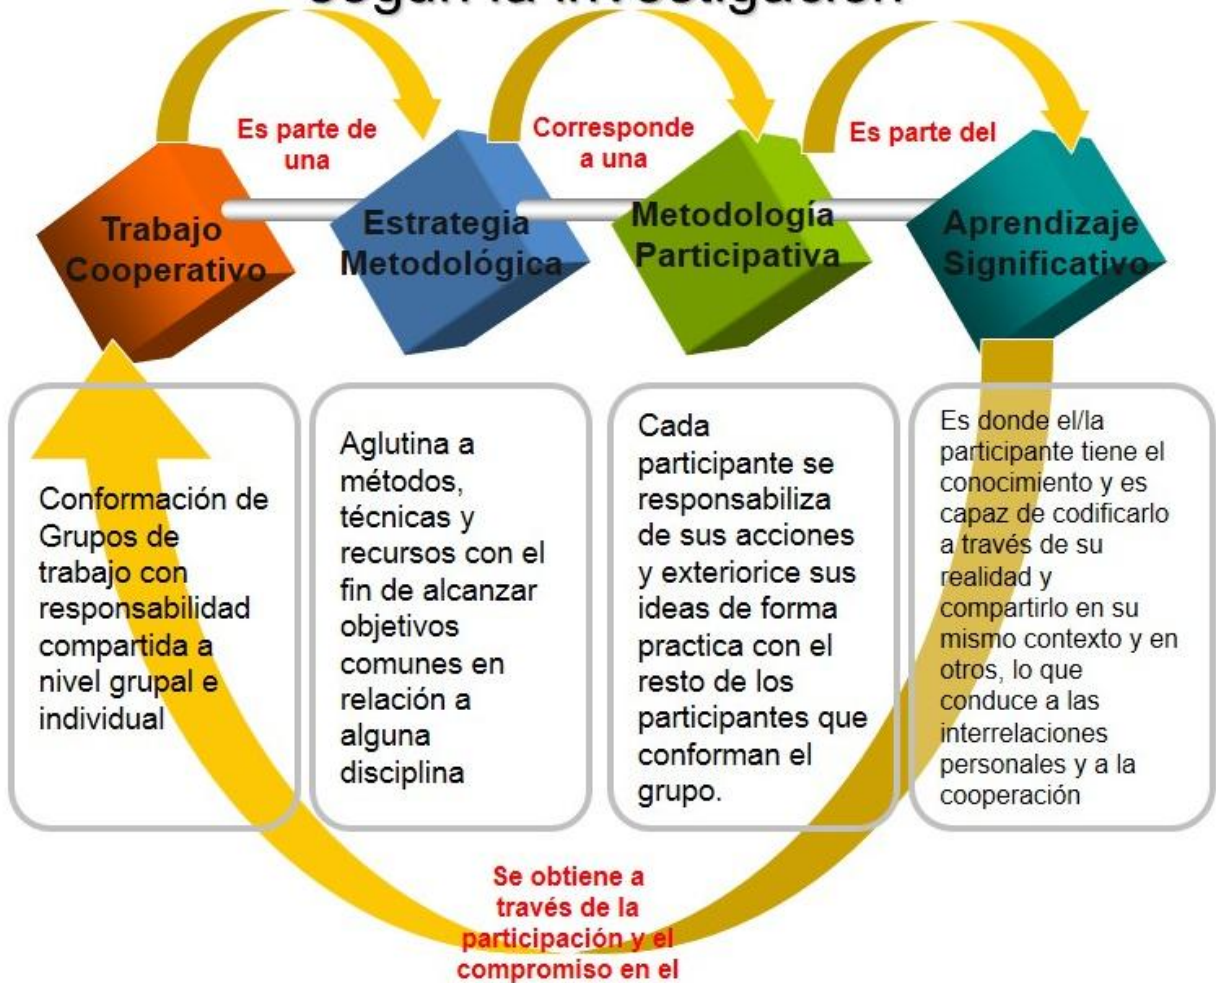 según la investigación
Es parte de
una
Corresponde
a una
Es parte del
Trabajo
Cooperativo
Estrategia
Metodológica
Metodología
Participativa
Aprendizaje
Significativo
Conformación de
Grupos de
trabajo con
responsabilidad
compartida a
nivel grupal e
individual
Aglutina a
métodos,
técnicas y
recursos con el
fin de alcanzar
objetivos
comunes en
relación a
alguna
disciplina
Cada
participante se
responsabiliza
de sus acciones
y exteriorice sus
ideas de forma
practica con el
resto de los
participantes que
conforman el
grupo.
Es donde el/la
participante tiene el
conocimiento y es
capaz de codificarlo
a través de su
realidad y
compartirlo en su
mismo contexto y en
otros, lo que
conduce a las
interrelaciones
personales y a la
cooperación
Se obtiene a
través de la
participación y el
compromiso en el